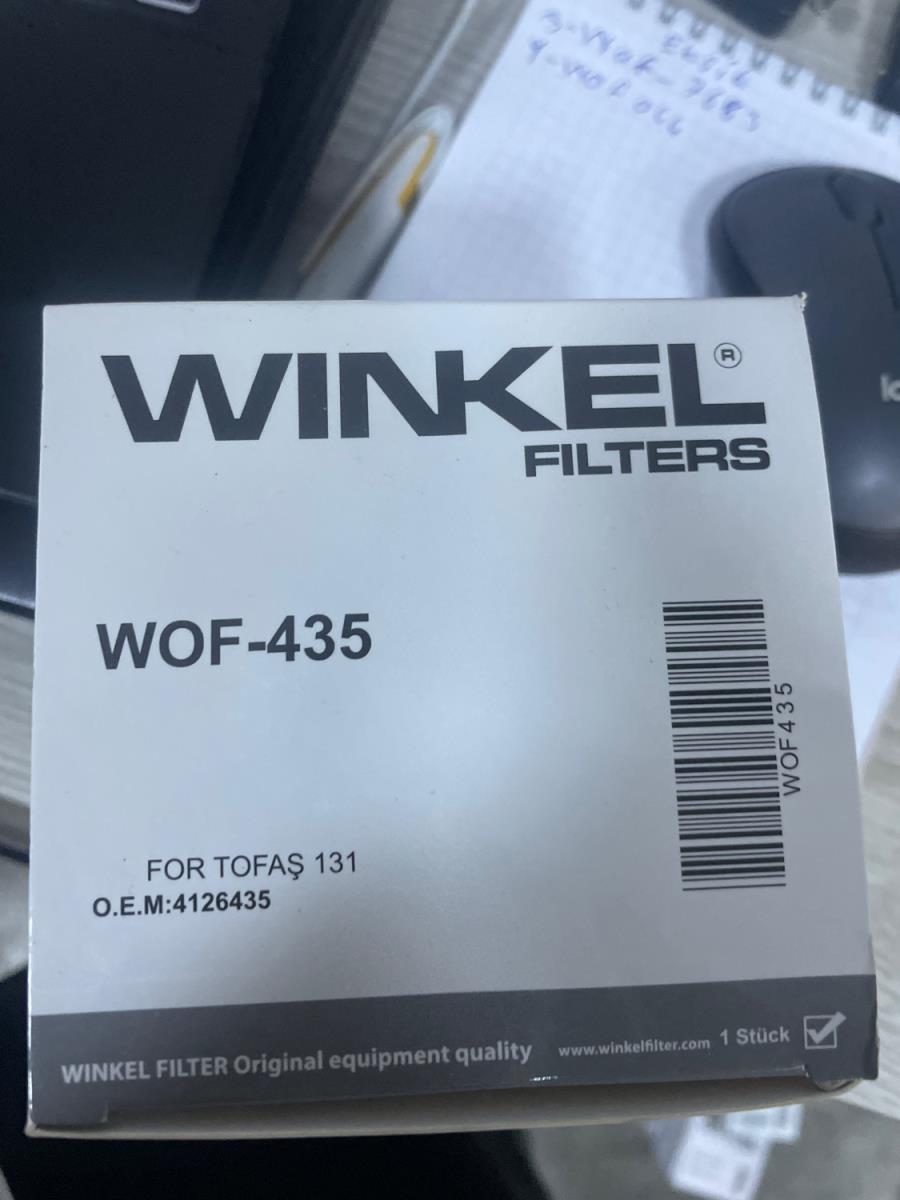 WINKEL®
FILTERS
WOF-435
WOF435
FOR TOFAŞ 131
O.E.M:4126435
WINKEL FILTER Original equipment quality www.winkelfilter.com 1 Stück